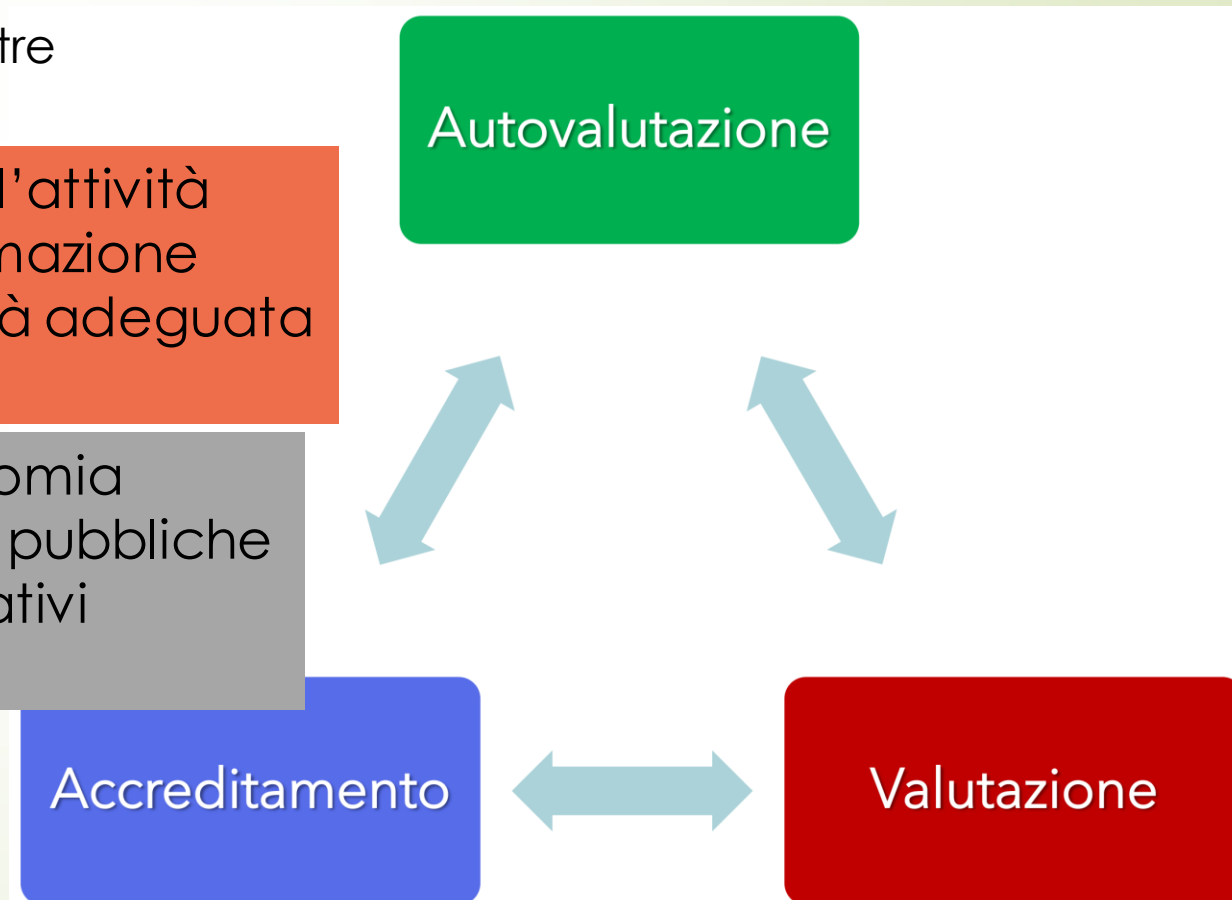 tre
Autovalutazione
l'attività
mazione
à adeguata
omia
pubbliche
ativi
Accreditamento
Valutazione